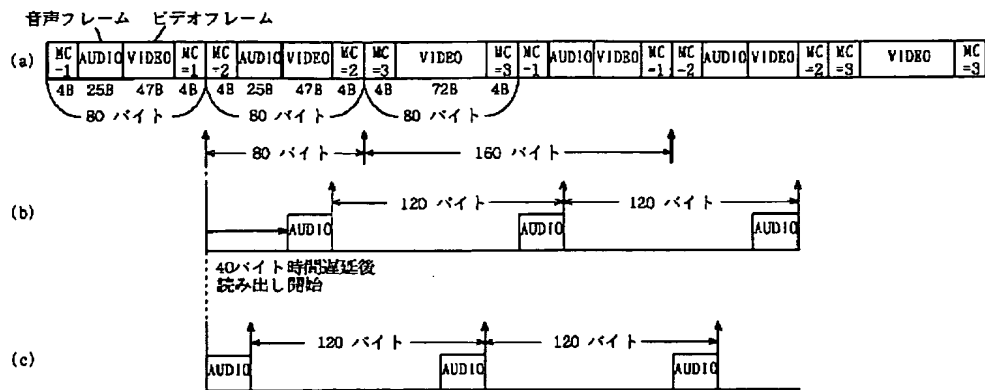 音声フレーム ビデオフレーム
(a) MC -1 AUDIO VIDEO MC =1 MC =2 AUDIO VIDEO MC =2 MC =3 VIDEO MC =3 MC -1 AUDIO VIDEO MC -1 MC -2 AUDIO VIDEO MC =2 MC =3 VIDEO MC =3
4B 25B 47B 4B 4B 25B 47B 4B 4B 72B 4B
80 バイト 80 バイト 80 バイト
80 バイト 160 バイト
(b) 120 バイト 120 バイト
AUDIO AUDIO AUDIO
40バイト時間遅延後
読み出し開始
(c) 120 バイト 120 バイト
AUDIO AUDIO AUDIO